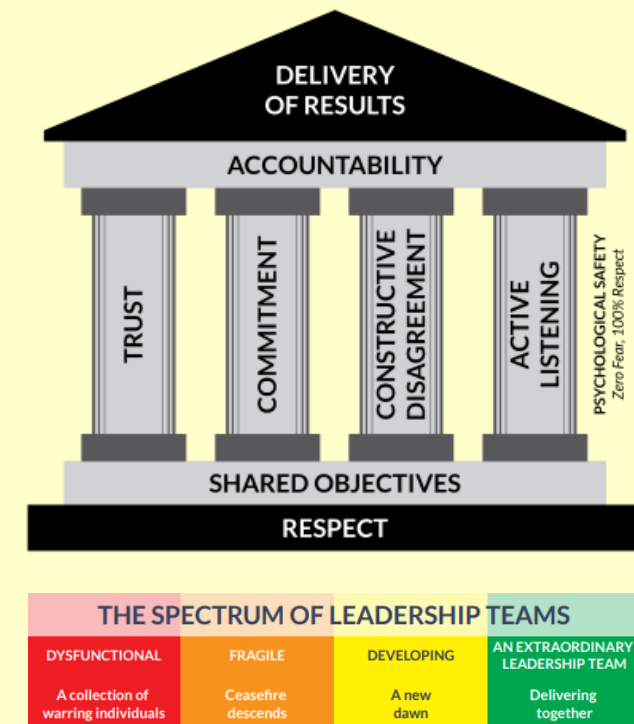 DELIVERY
OF RESULTS
ACCOUNTABILITY
TRUST
COMMITMENT
CONSTRUCTIVE
DISAGREEMENT
ACTIVE
LISTENING
PSYCHOLOGICAL SAFETY
Zero Fear, 100% Respect
SHARED OBJECTIVES
RESPECT
THE SPECTRUM OF LEADERSHIP TEAMS
DYSFUNCTIONAL
A collection of
warring individuals
FRAGILE
Ceasefire
descends
DEVELOPING
A new
dawn
AN EXTRAORDINARY
LEADERSHIP TEAM
Delivering
together